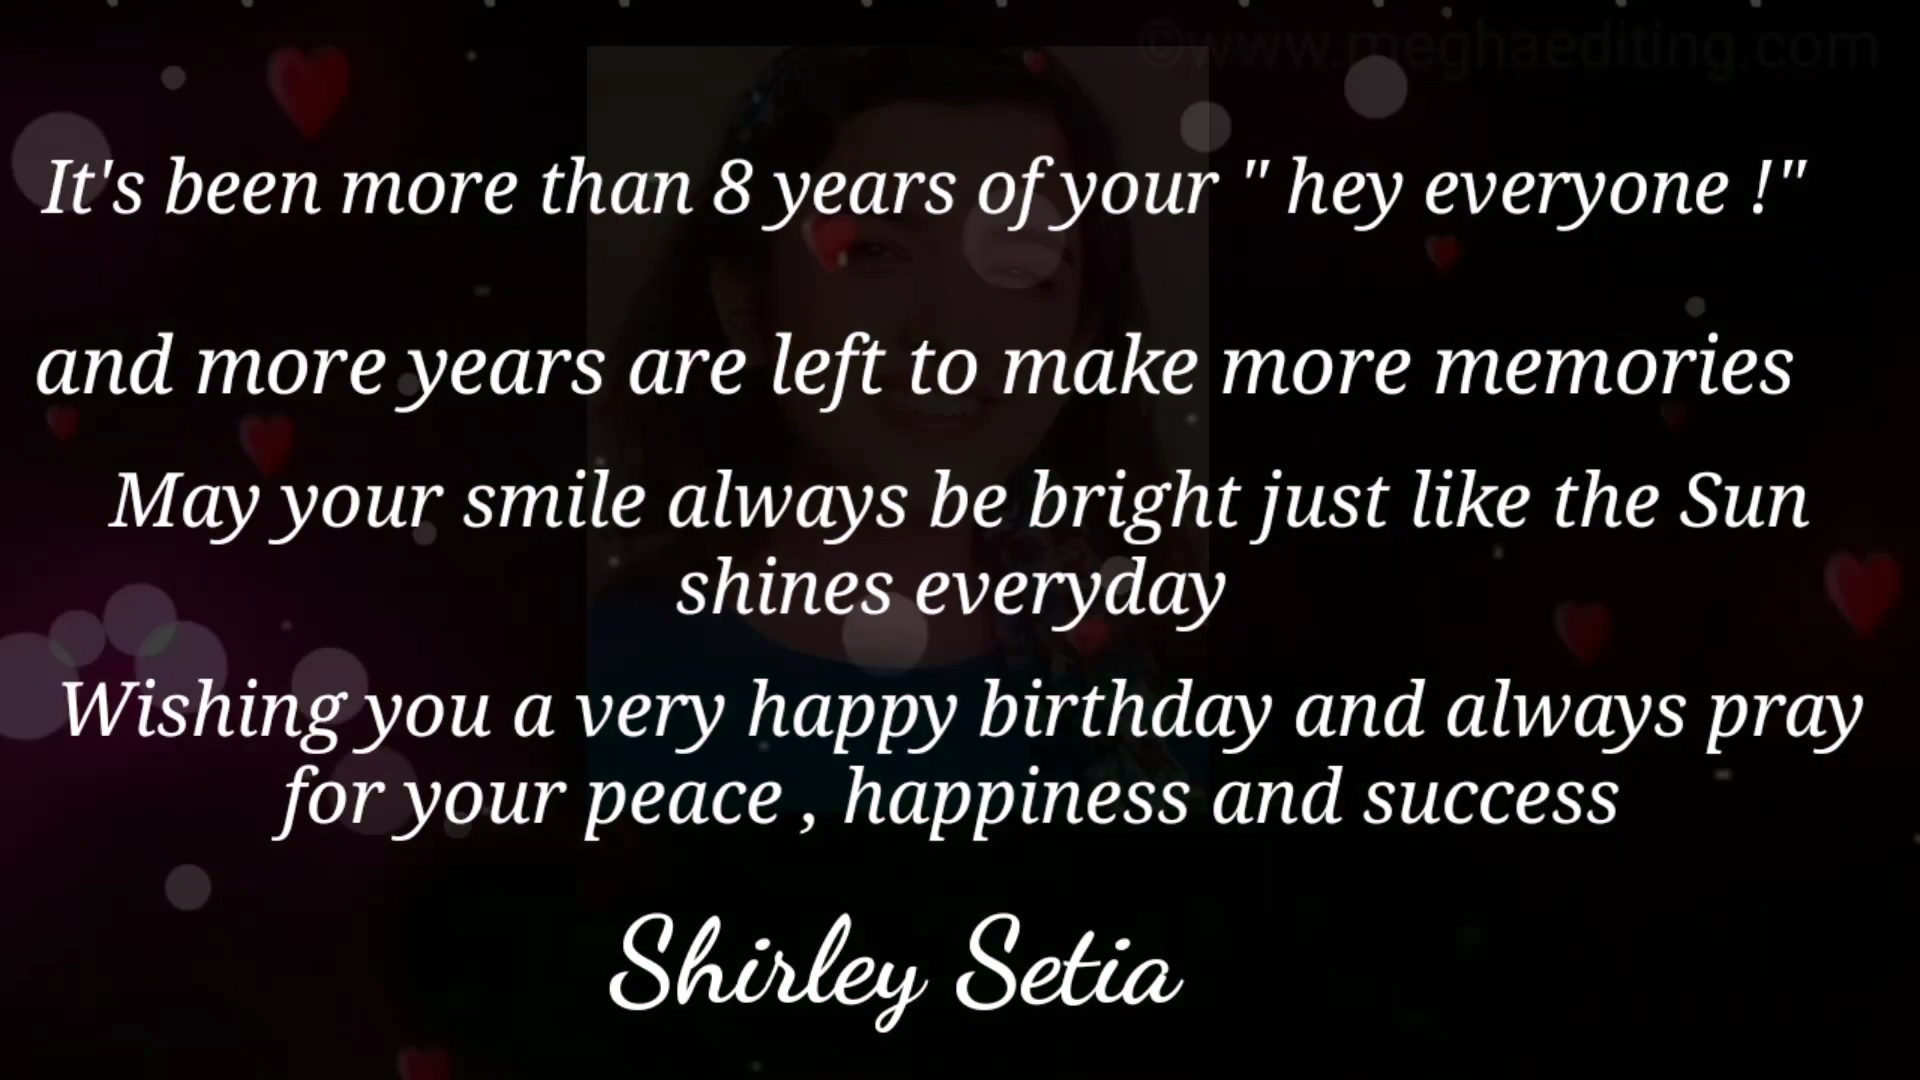 ©www.meghaediting.com
It's been more than 8 years of your " hey everyone !"
and more years are left to make more memories
May your smile always be bright just like the Sun
shines everyday
Wishing you a very happy birthday and always pray
for your peace , happiness and success
Shirley Setia